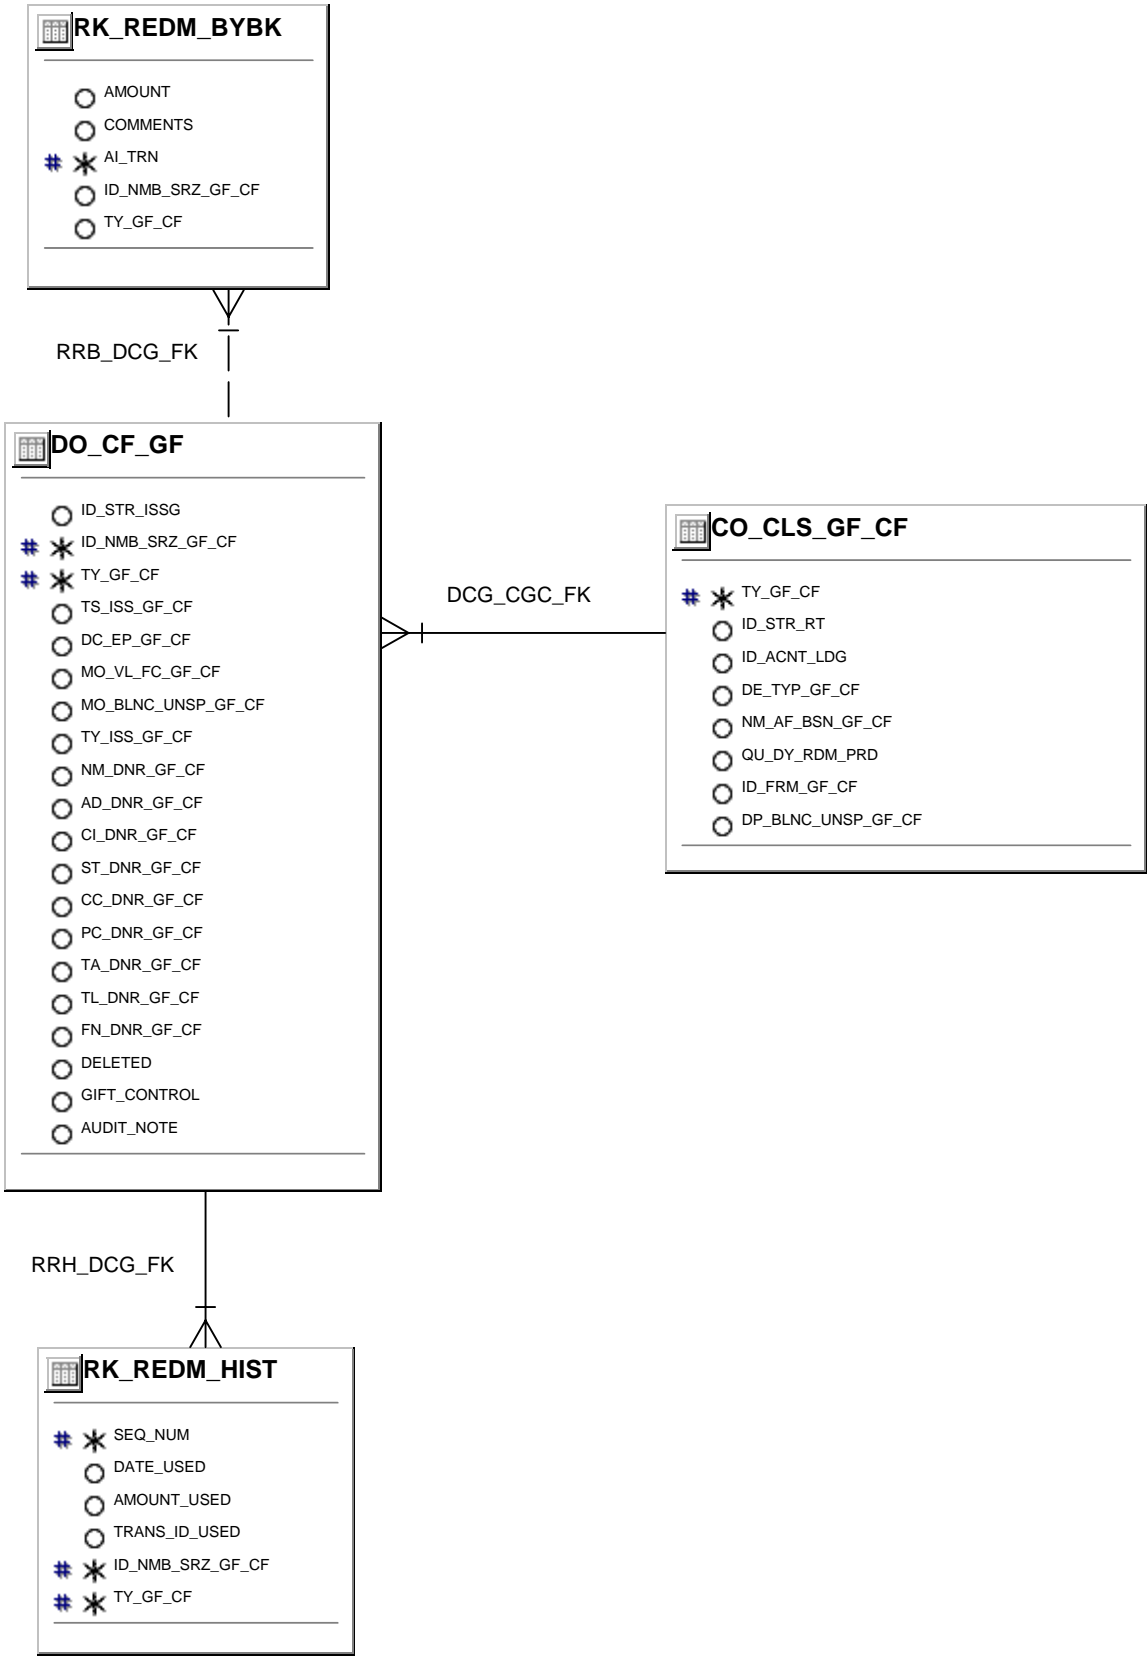 RK_REDM_BYBK
AMOUNT
COMMENTS
# * AI_TRN
ID_NMB_SRZ_GF_CF
TY_GF_CF
RRB_DCG_FK
DO_CF_GF
ID_STR_ISSG
# * ID_NMB_SRZ_GF_CF
# * TY_GF_CF
TS_ISS_GF_CF
DC_EP_GF_CF
MO_VL_FC_GF_CF
MO_BLNC_UNSP_GF_CF
TY_ISS_GF_CF
NM_DNR_GF_CF
AD_DNR_GF_CF
CI_DNR_GF_CF
ST_DNR_GF_CF
CC_DNR_GF_CF
PC_DNR_GF_CF
TA_DNR_GF_CF
TL_DNR_GF_CF
FN_DNR_GF_CF
DELETED
GIFT_CONTROL
AUDIT_NOTE
DCG_CGC_FK
CO_CLS_GF_CF
# * TY_GF_CF
ID_STR_RT
ID_ACNT_LDG
DE_TYP_GF_CF
NM_AF_BSN_GF_CF
QU_DY_RDM_PRD
ID_FRM_GF_CF
DP_BLNC_UNSP_GF_CF
RRH_DCG_FK
RK_REDM_HIST
# * SEQ_NUM
DATE_USED
AMOUNT_USED
TRANS_ID_USED
# * ID_NMB_SRZ_GF_CF
# * TY_GF_CF